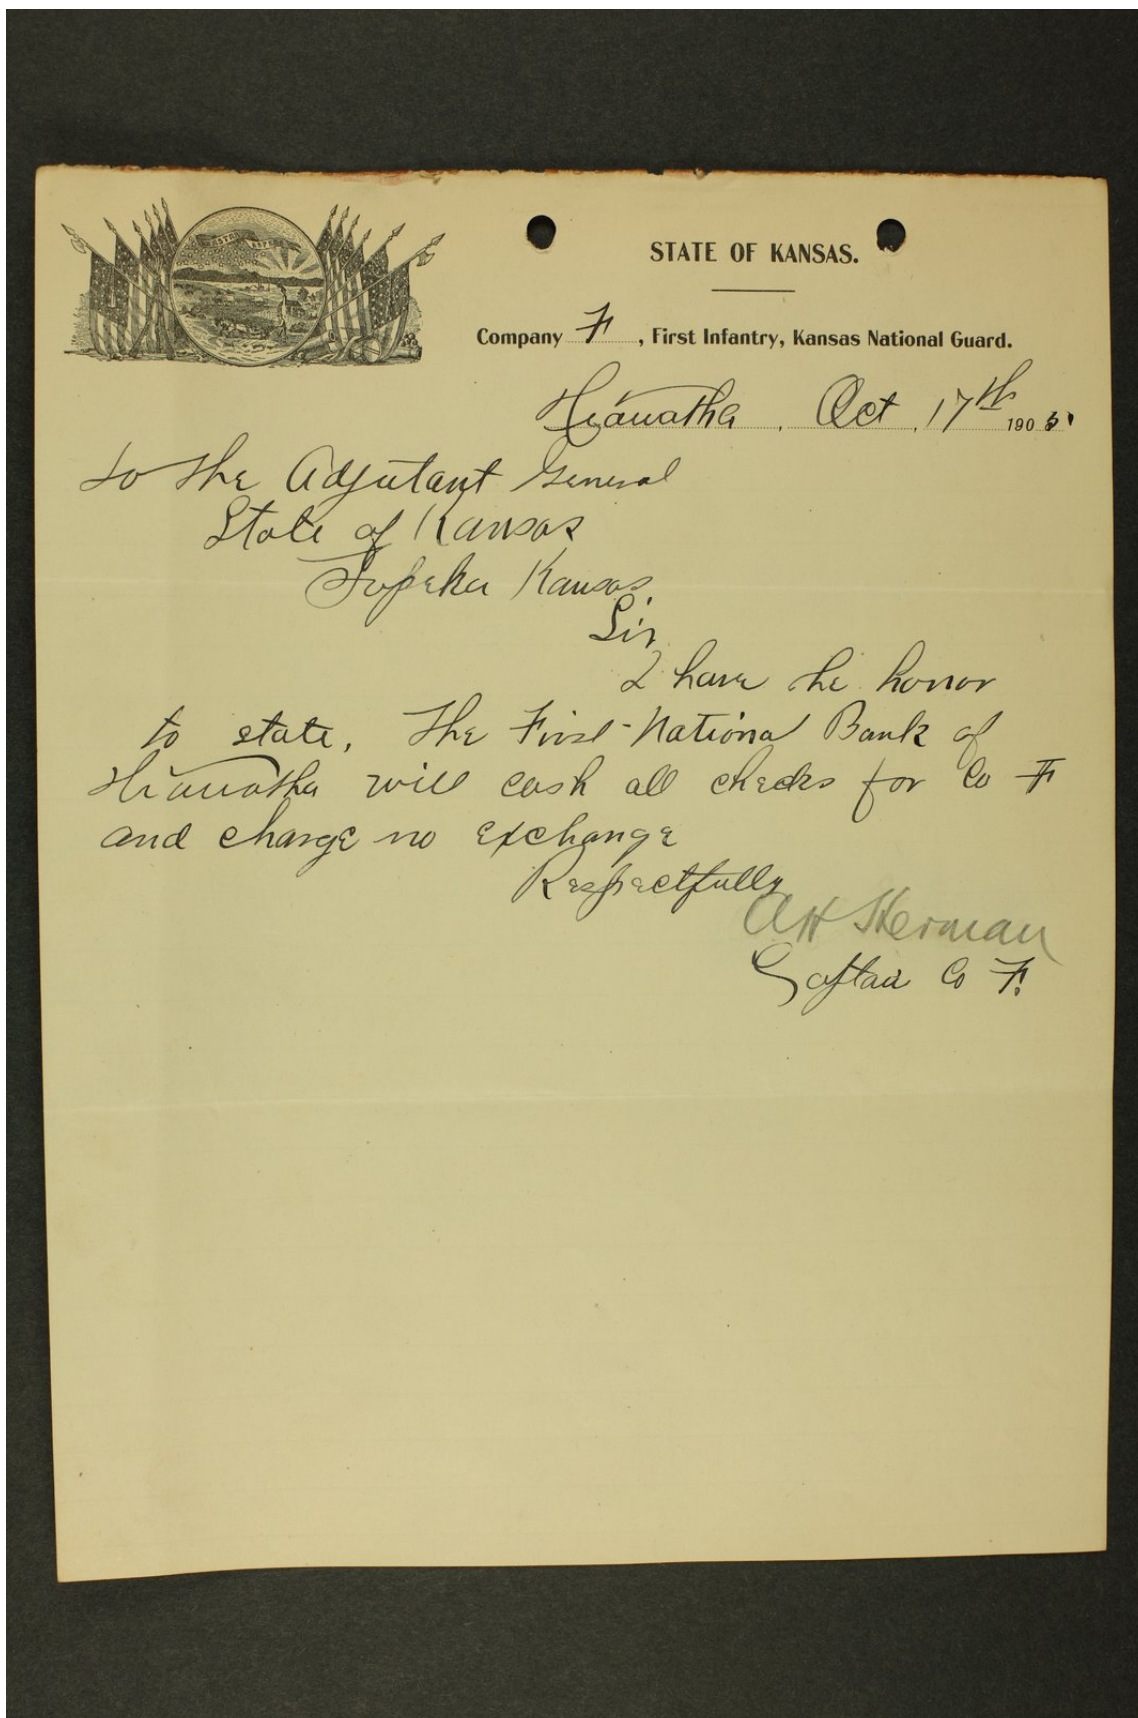 STATE OF KANSAS.
Company F, First Infantry, Kansas National Guard.
Hiawatha, Oct, 17th 1905.
To the Adjutant General
State of Kansas
Topeka Kansas.
Sir,
I have the honor
to state, The First National Bank of
Hiawatha will cash all checks for Co F
and charge no exchange
Respectfully
AH Herman
Captain Co F.